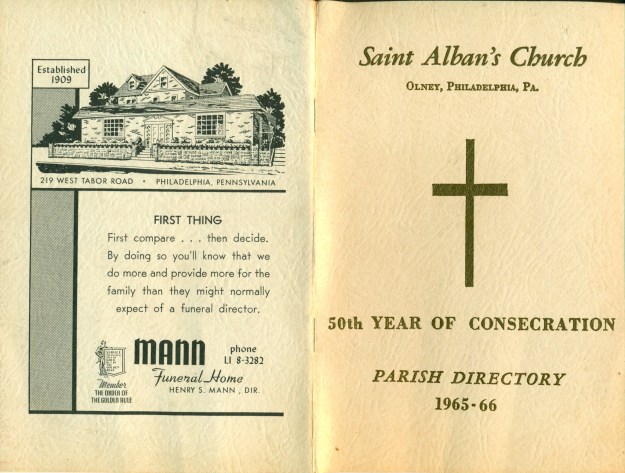 Established
1909
219 WEST TABOR ROAD • PHILADELPHIA, PENNSYLVANIA
FIRST THING
First compare . . . then decide.
By doing so you'll know that we
do more and provide more for the
family than they might normally
expect of a funeral director.
MANN
phone
LI 8-3282
Funeral Home
HENRY S. MANN, DIR.
Member
THE ORDER OF
THE GOLDEN RULE
Saint Alban's Church
OLNEY, PHILADELPHIA, PA.
50th YEAR OF CONSECRATION
PARISH DIRECTORY
1965-66